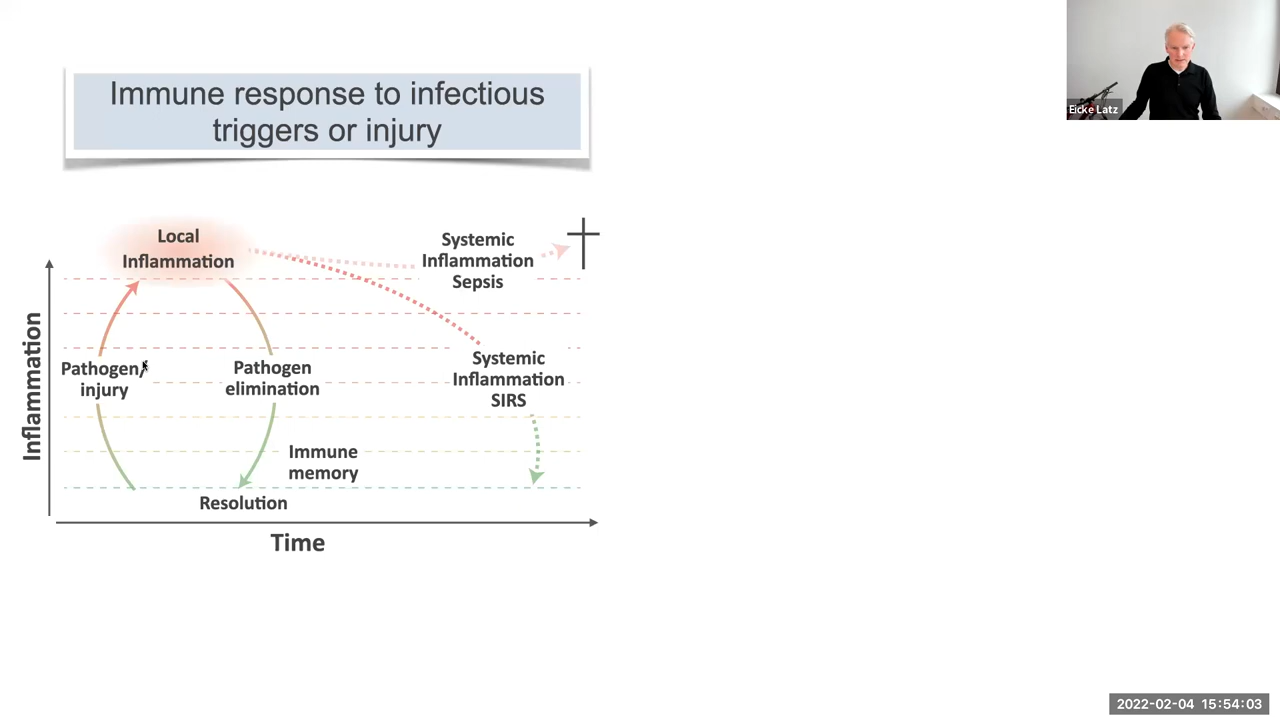 Immune response to infectious
triggers or injury
Eicke Latz
Local
Inflammation
Systemic
Inflammation
Sepsis
Inflammation
Pathogen/
injury
Pathogen
elimination
Systemic
Inflammation
SIRS
Immune
memory
Resolution
Time
2022-02-04 15:54:03